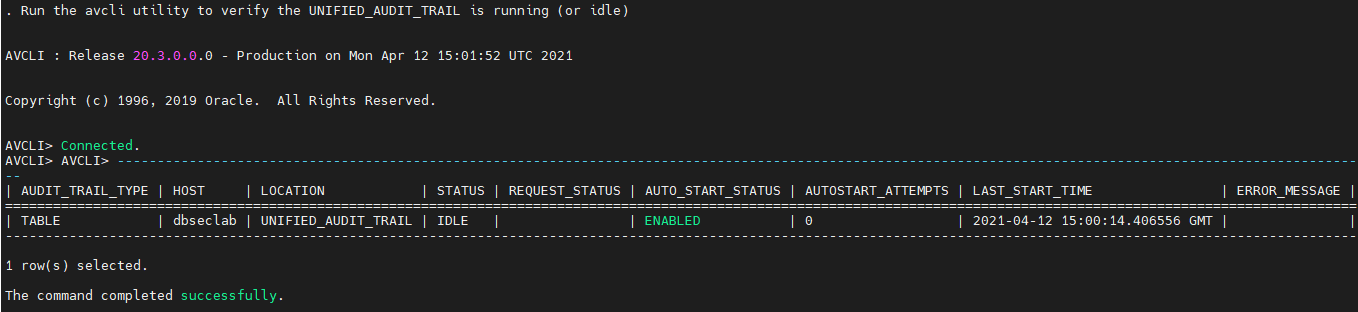 . Run the avcli utility to verify the UNIFIED_AUDIT_TRAIL is running (or idle)
AVCLI : Release 20.3.0.0.0 - Production on Mon Apr 12 15:01:52 UTC 2021
Copyright (c) 1996, 2019 Oracle.  All Rights Reserved.
AVCLI> Connected.
AVCLI> AVCLI> -----------------------------------------------------------------------------------------------------------------------------------------------------------
--
| AUDIT_TRAIL_TYPE | HOST     | LOCATION            | STATUS | REQUEST_STATUS | AUTO_START_STATUS | AUTOSTART_ATTEMPTS | LAST_START_TIME                | ERROR_MESSAGE |
=========================================================================================================================================================================
| TABLE            | dbseclab | UNIFIED_AUDIT_TRAIL | IDLE   |                | ENABLED           | 0                  | 2021-04-12 15:00:14.406556 GMT |               |
-------------------------------------------------------------------------------------------------------------------------------------------------------------------------
1 row(s) selected.
The command completed successfully.